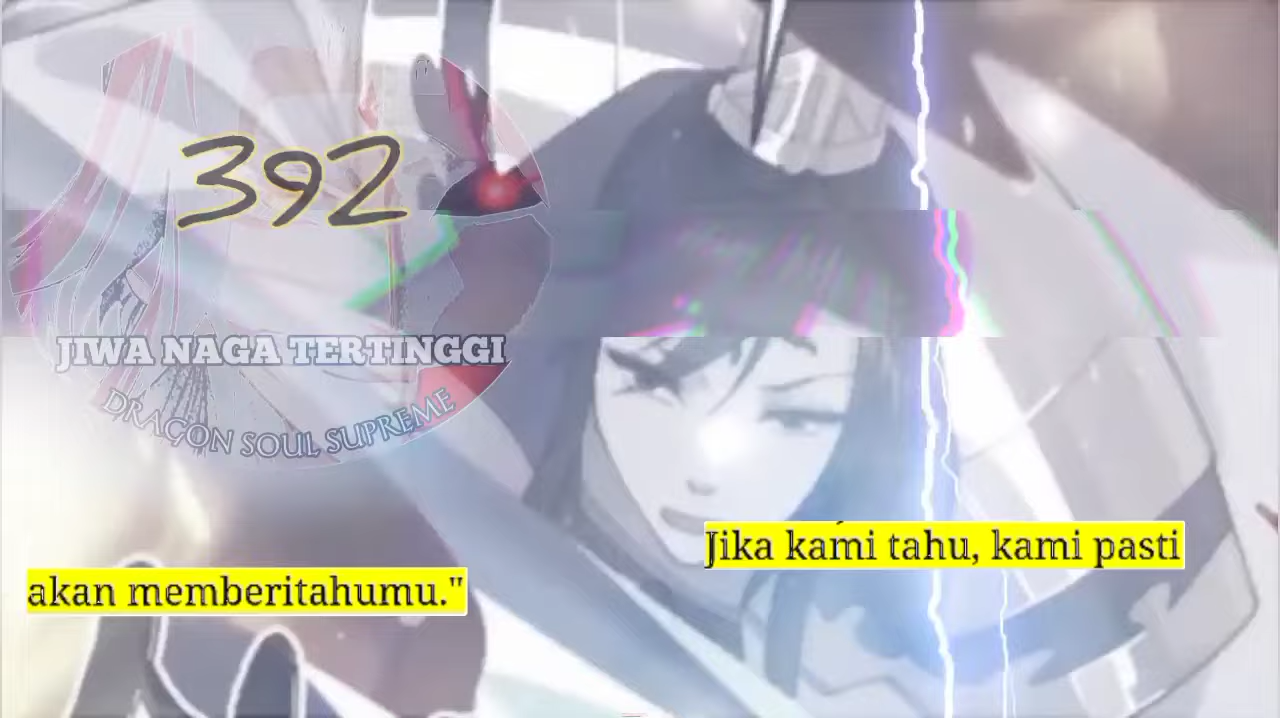 392
JIWA NAGA TERTINGGI
DRAGON SOUL SUPREME
Jika kami tahu, kami pasti
akan memberitahumu."